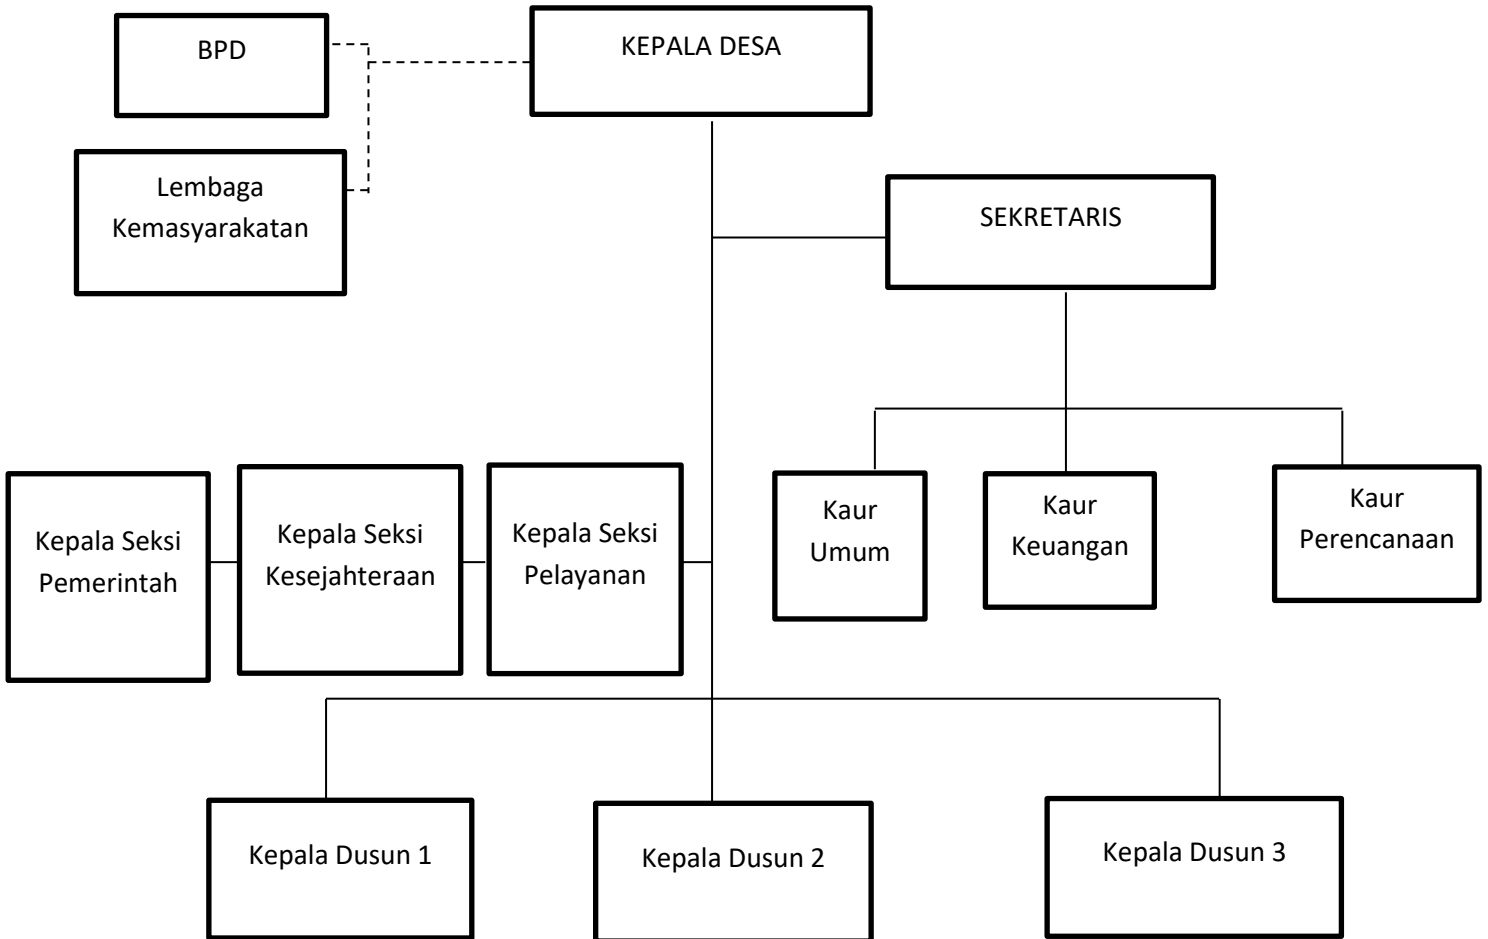 BPD
KEPALA DESA
Lembaga
Kemasyarakatan
SEKRETARIS
Kepala Seksi
Pemerintah
Kepala Seksi
Kesejahteraan
Kepala Seksi
Pelayanan
Kaur
Umum
Kaur
Keuangan
Kaur
Perencanaan
Kepala Dusun 1
Kepala Dusun 2
Kepala Dusun 3